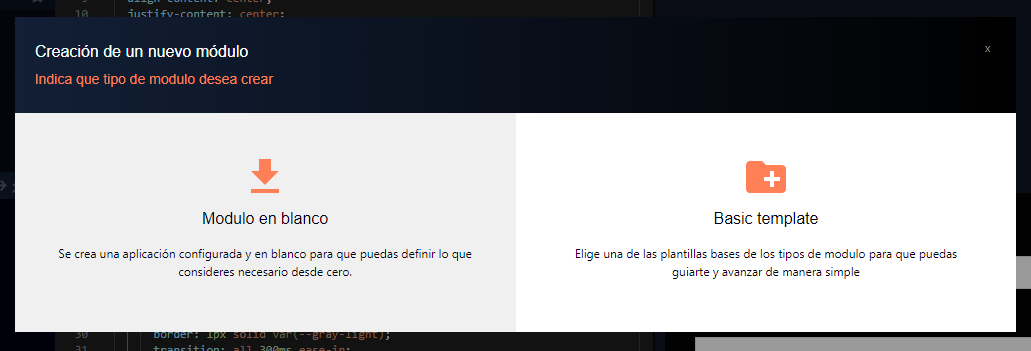 align-content: center;
10 justify-content: center;
Creación de un nuevo módulo
x
Indica que tipo de modulo desea crear
Modulo en blanco
Se crea una aplicación configurada y en blanco para que puedas definir lo que
consideres necesario desde cero.
Basic template
Elige una de las plantillas bases de los tipos de modulo para que puedas
guiarte y avanzar de manera simple
30 border: 1px solid var(--gray-light);
31 transition: all 300ms ease-in;